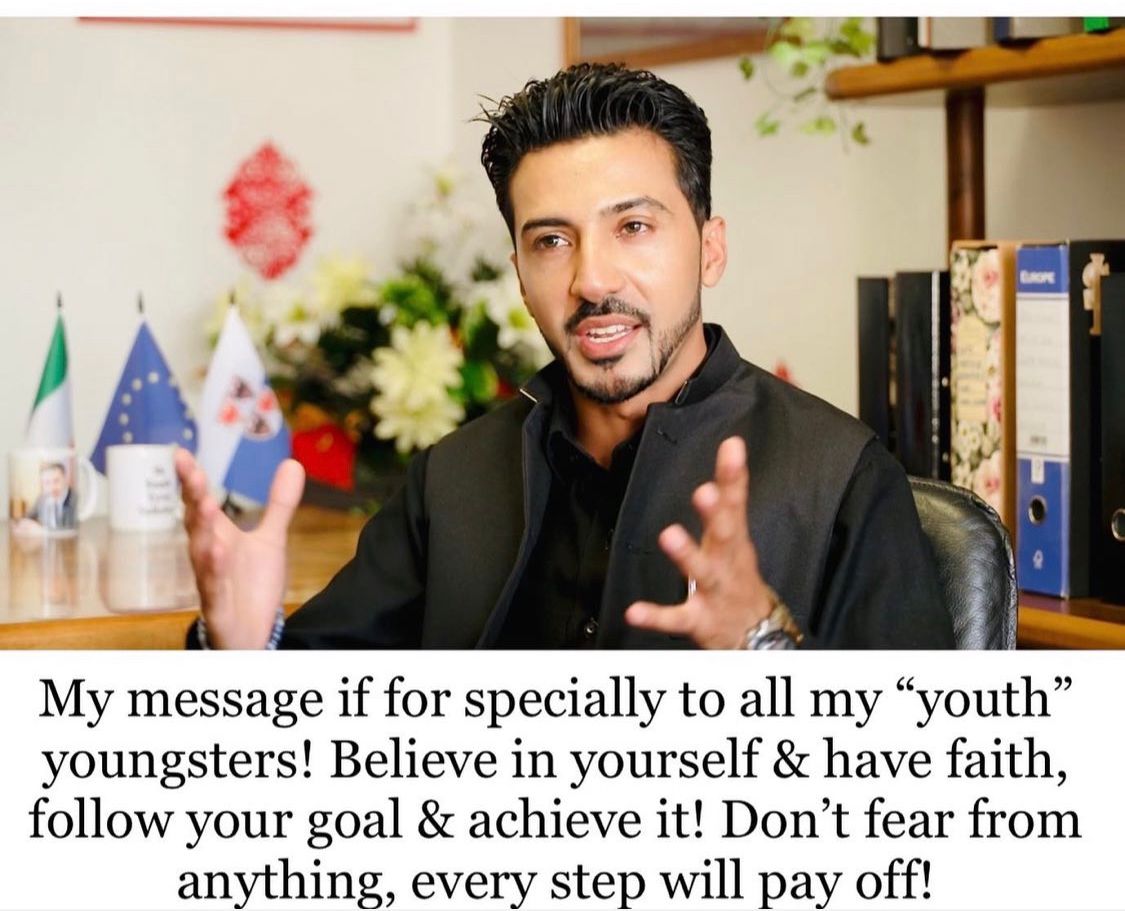 EUROPE
My message if for specially to all my “youth”
youngsters! Believe in yourself & have faith,
follow your goal & achieve it! Don’t fear from
anything, every step will pay off!